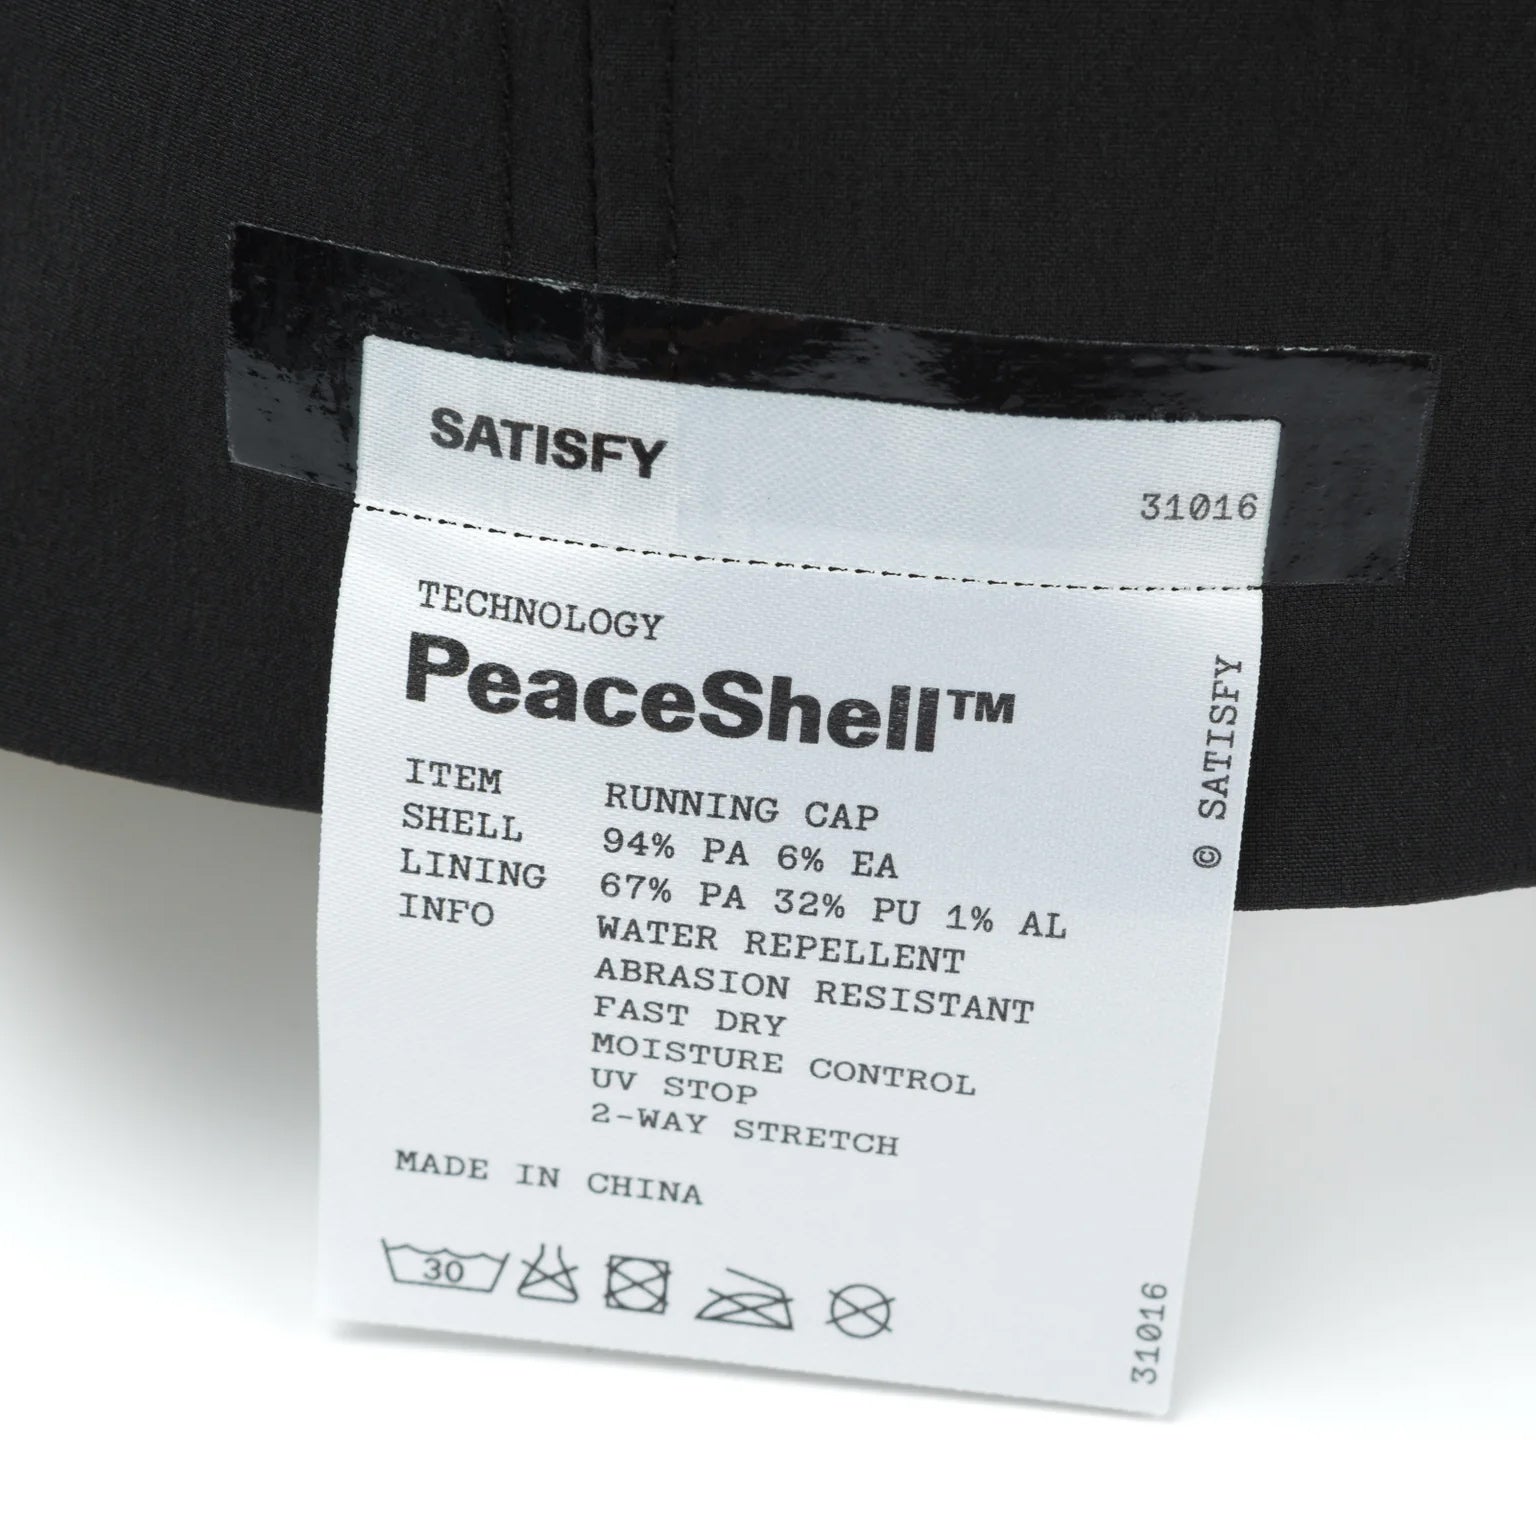 SATISFY
31016
TECHNOLOGY
PeaceShell™
ITEM RUNNING CAP
SHELL 94% PA 6% EA
LINING 67% PA 32% PU 1% AL
INFO WATER REPELLENT
ABRASION RESISTANT
FAST DRY
MOISTURE CONTROL
UV STOP
2-WAY STRETCH
MADE IN CHINA
30
© SATISFY
31016